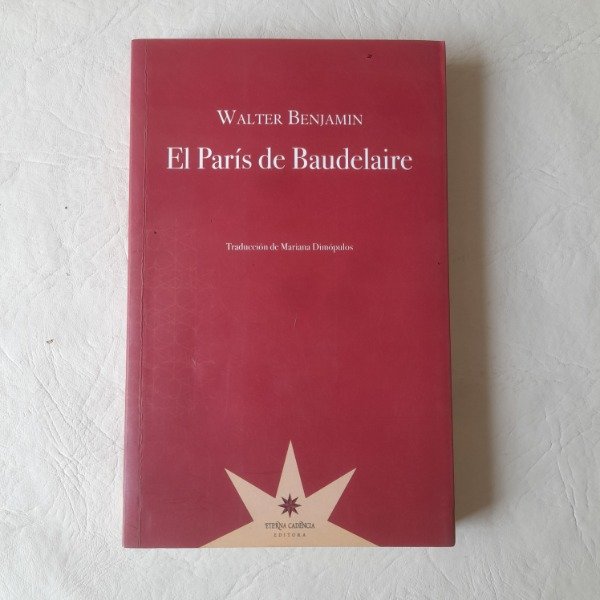 WALTER BENJAMIN
El París de Baudelaire
Traducción de Mariana Dimópulos
ETERNA CADENCIA
EDITORA